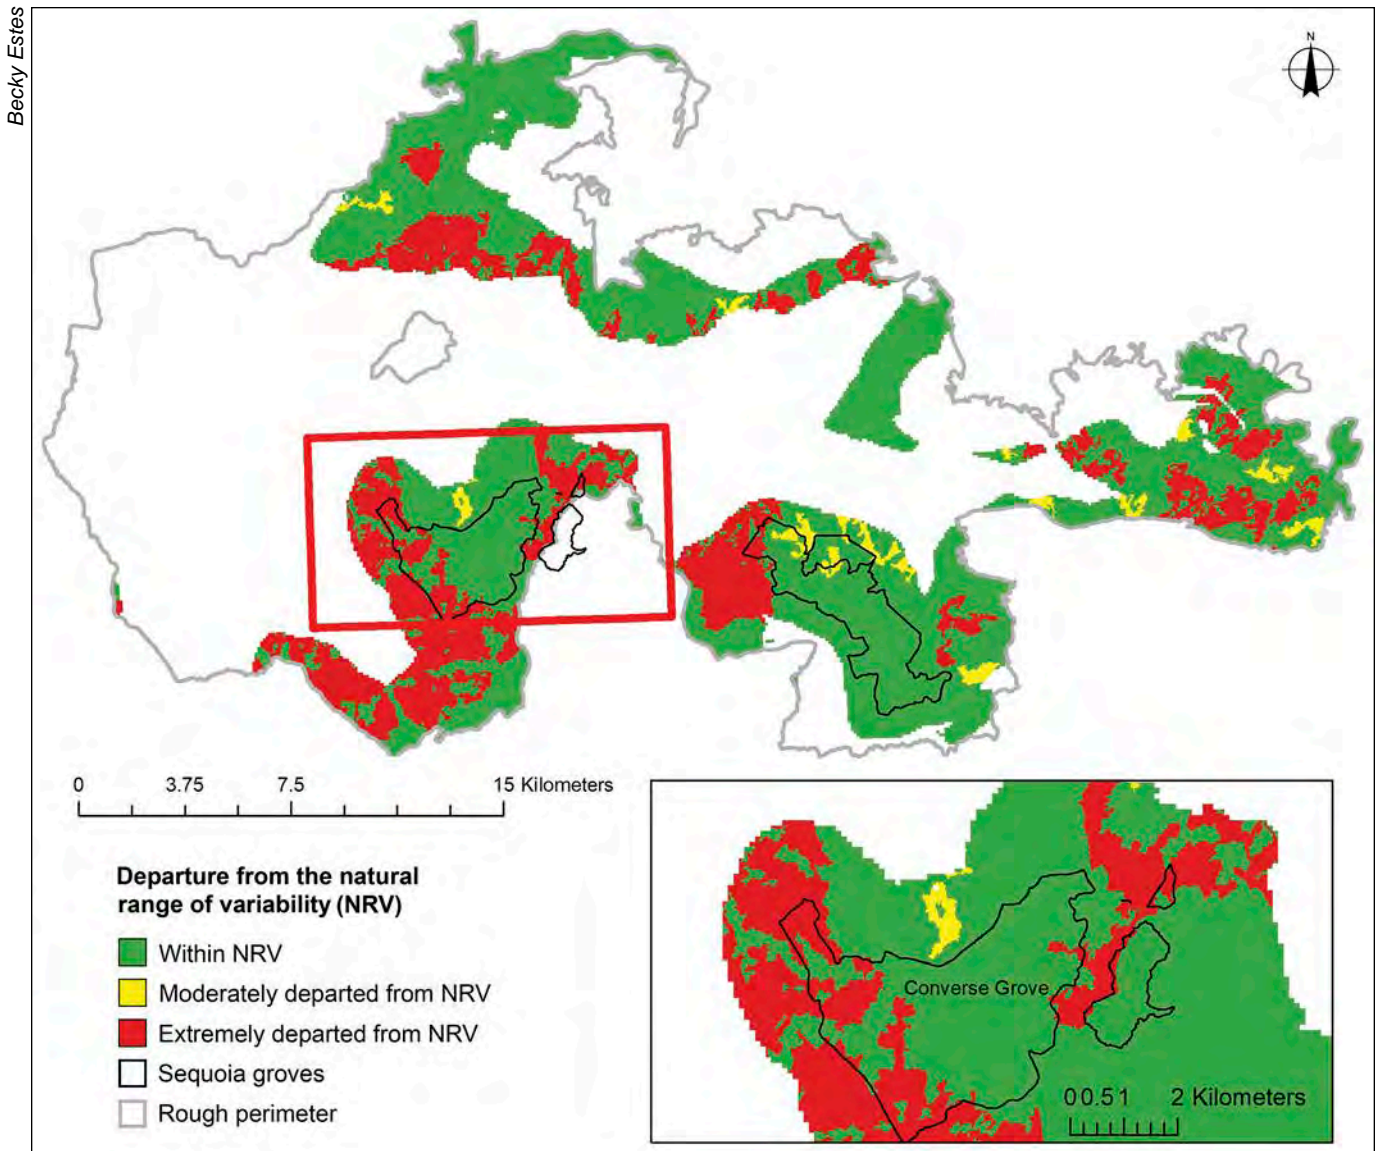 Becky Estes
N
0 3.75 7.5 15 Kilometers
Departure from the natural
range of variability (NRV)
Within NRV
Moderately departed from NRV
Extremely departed from NRV
Sequoia groves
Rough perimeter
Converse Grove
0 0.5 1 2 Kilometers